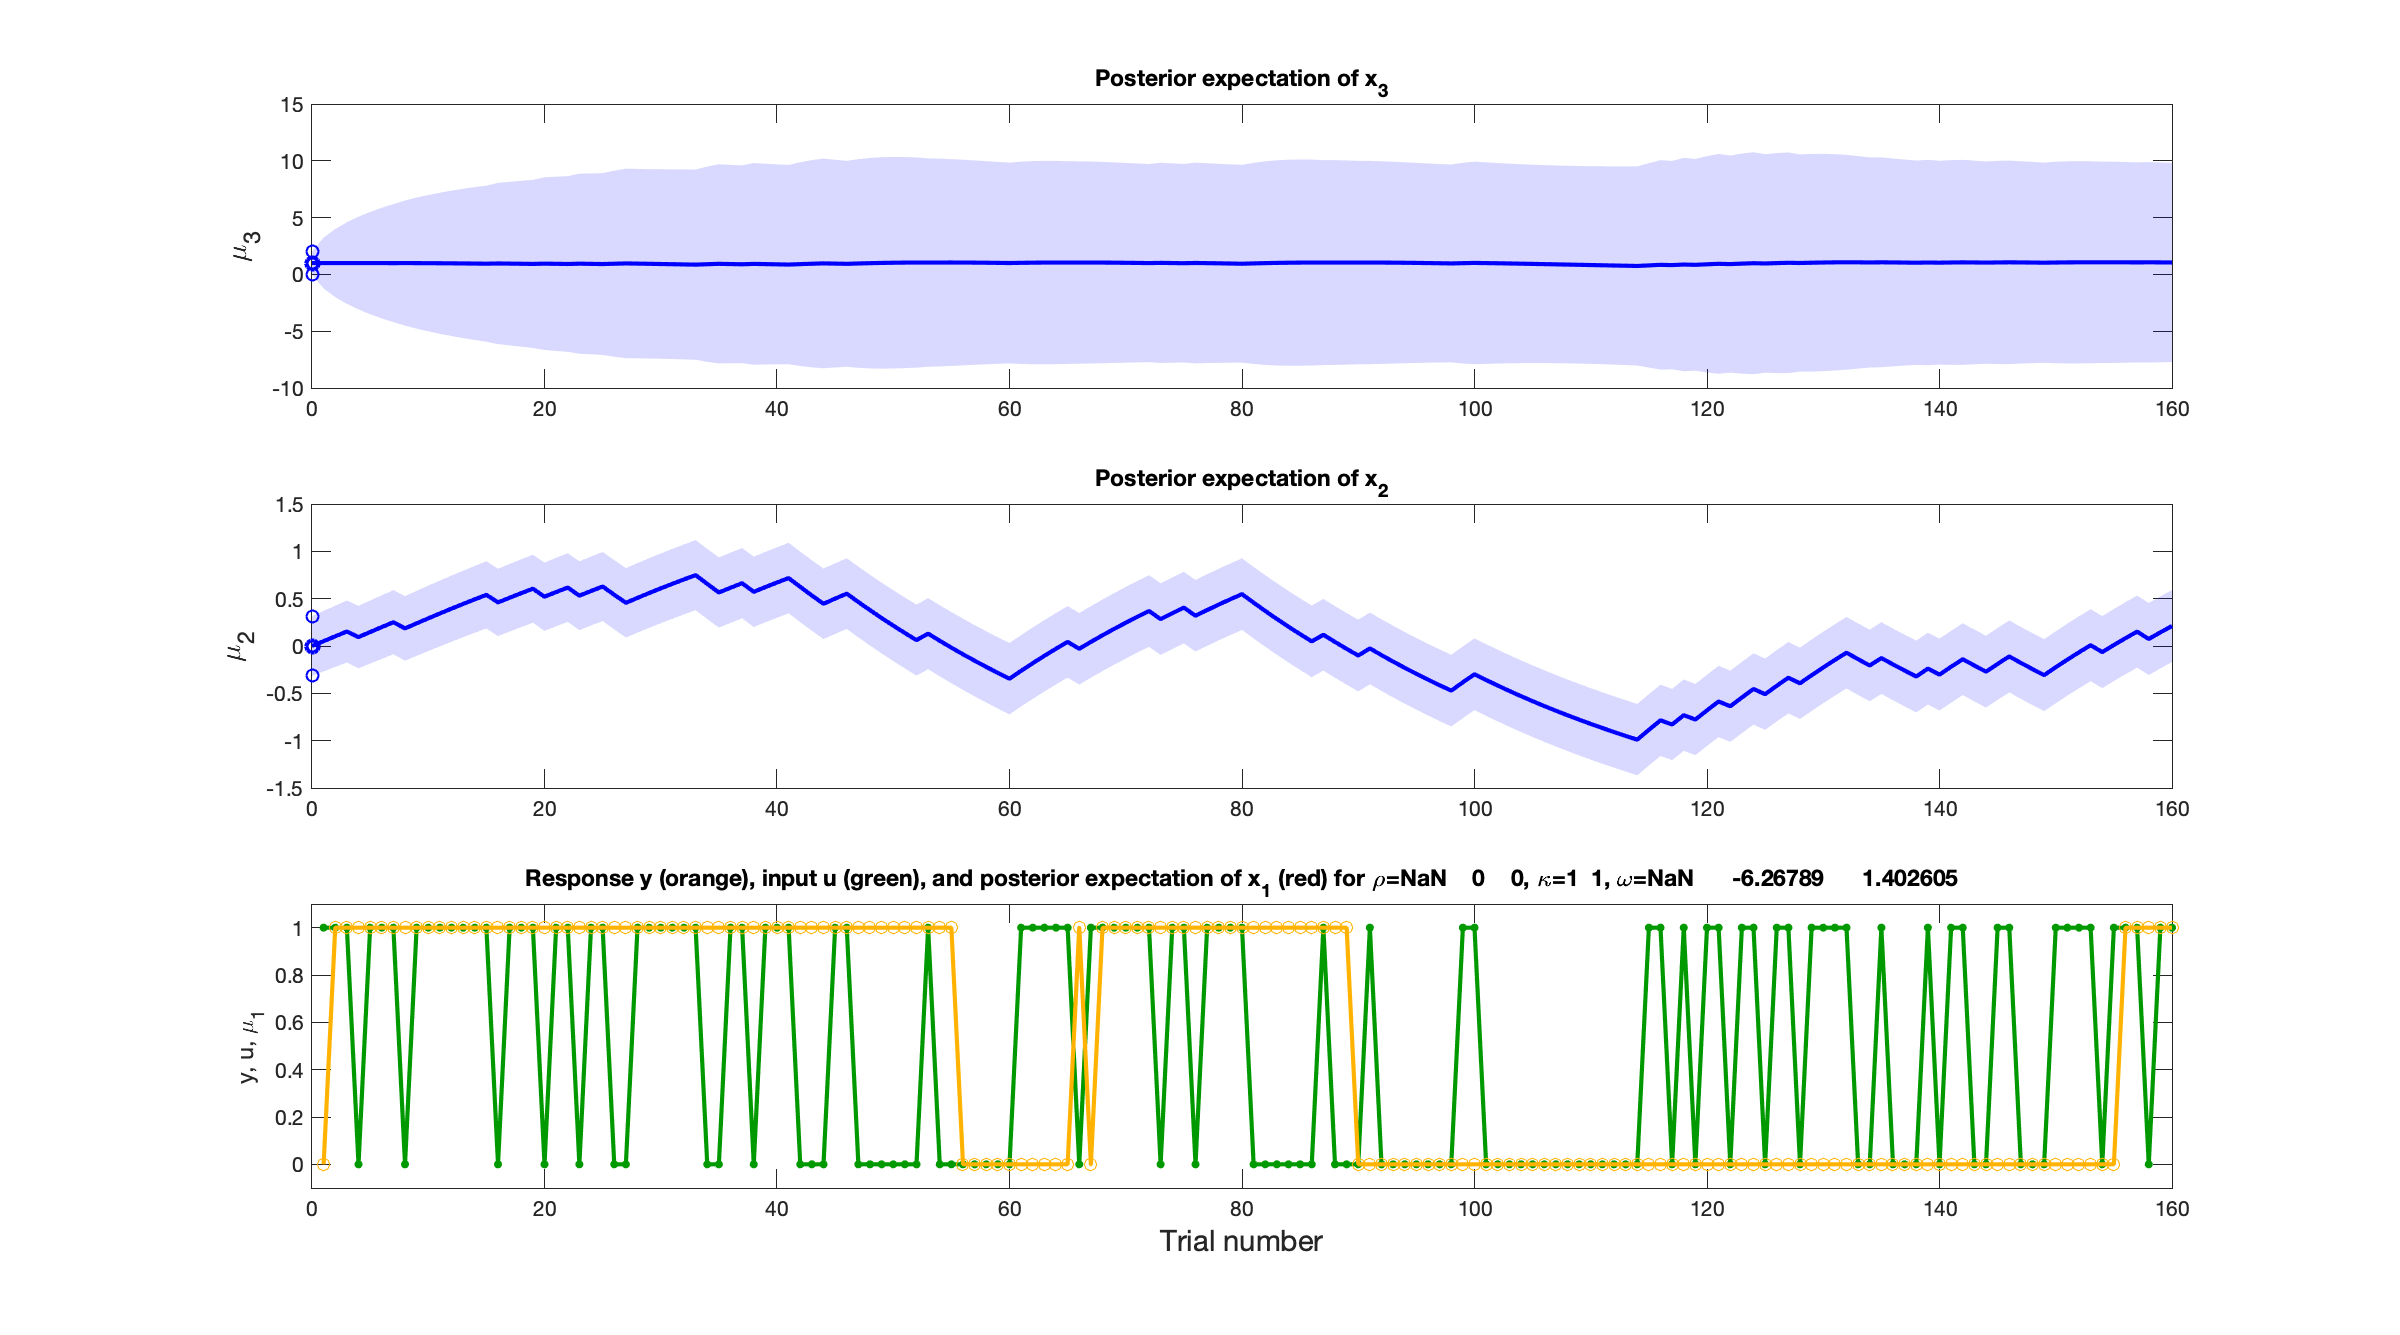 Posterior expectation of x3
15
10
5
0
-5
-10
μ3
0 20 40 60 80 100 120 140 160
Posterior expectation of x2
1.5
1
0.5
0
-0.5
-1
-1.5
μ2
0 20 40 60 80 100 120 140 160
Response y (orange), input u (green), and posterior expectation of x1 (red) for ρ=NaN 0 0, κ=1 1, ω=NaN -6.26789 1.402605
1
0.8
0.6
0.4
0.2
0
y, u, μ1
0 20 40 60 80 100 120 140 160
Trial number